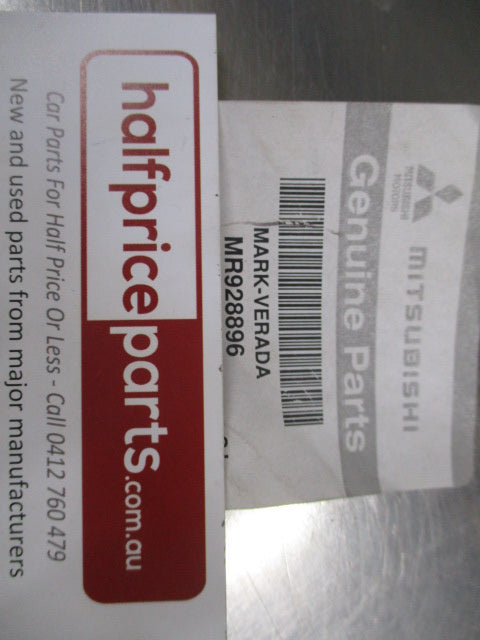 MITSUBISHI
MITSUBISHI
MOTORS
Genuine Parts
MARK-VERADA
MR928896
halfpriceparts.com.au
Car Parts For Half Price Or Less - Call 0412 760 479
New and used parts from major manufacturers